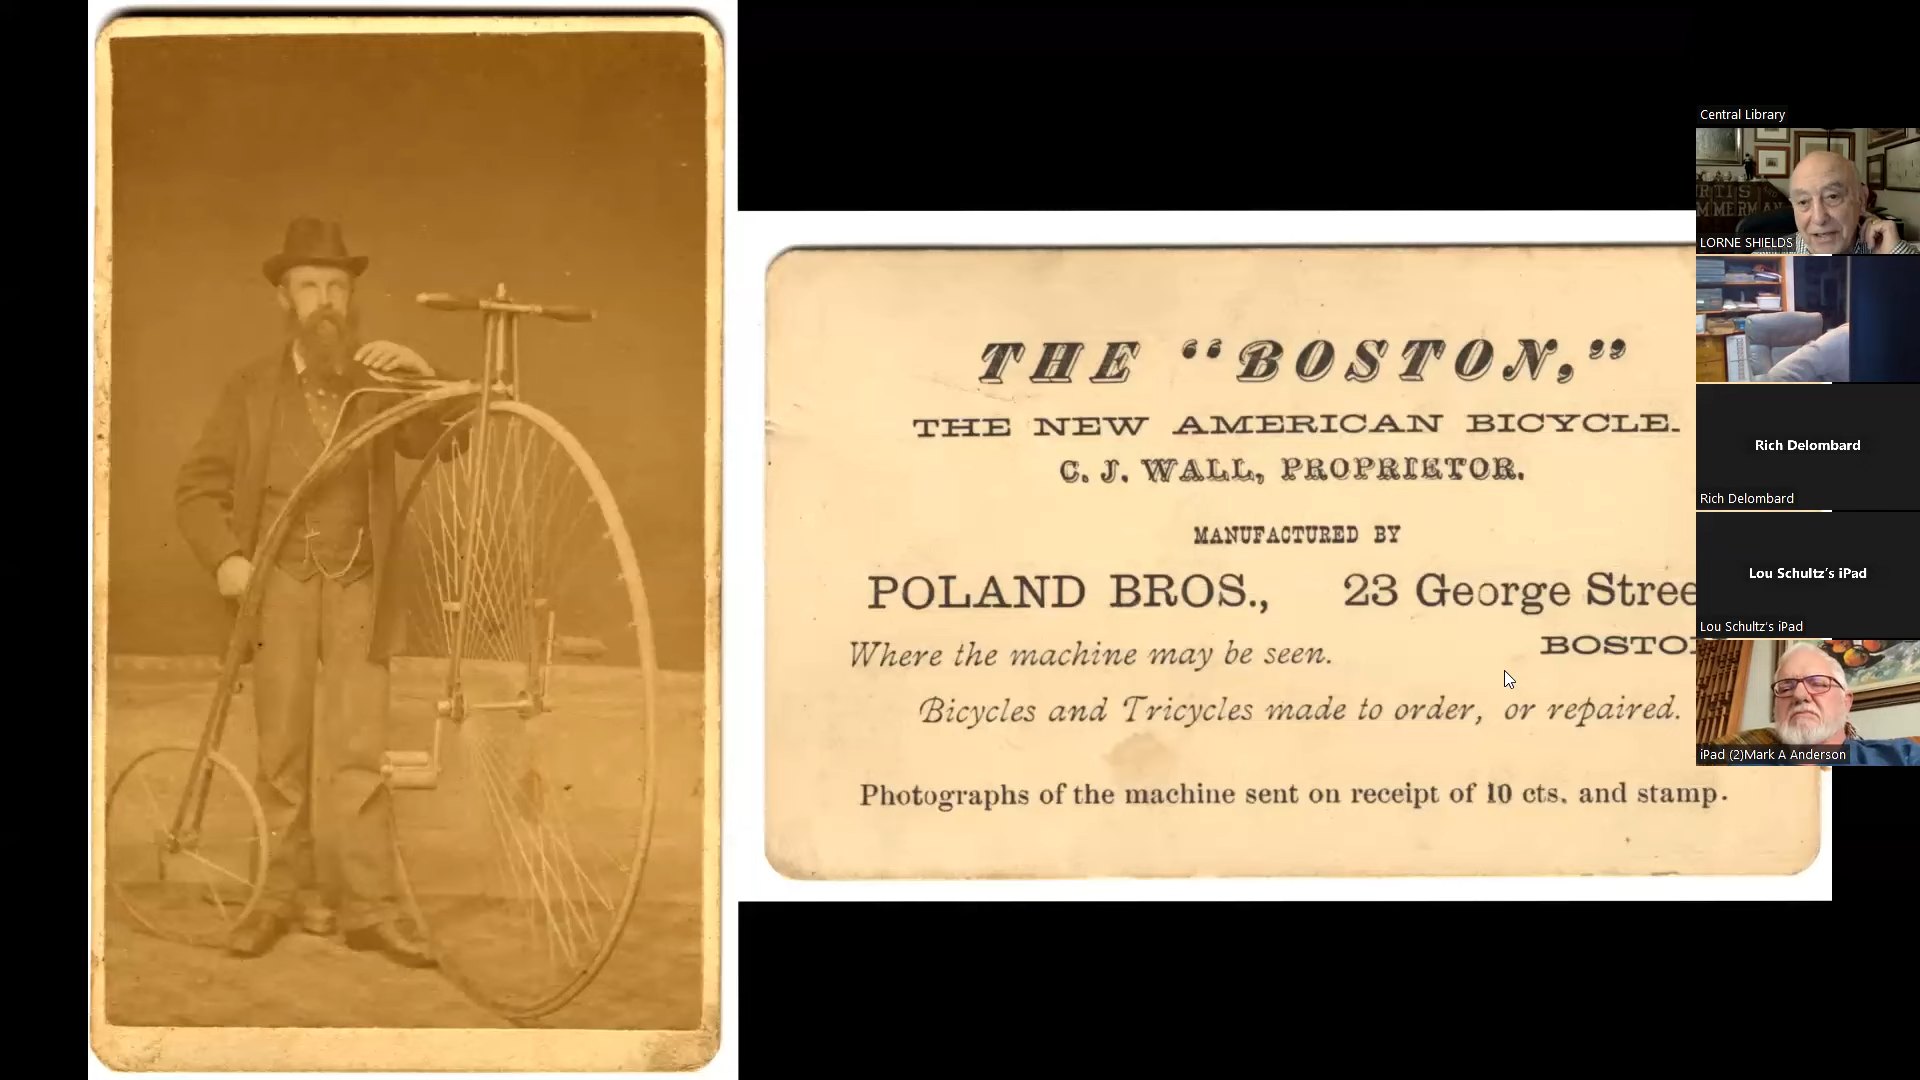 THE “BOSTON,”
THE NEW AMERICAN BICYCLE.
C. J. WALL, PROPRIETOR.
MANUFACTURED BY
POLAND BROS., 23 George Stree
BOSTO
Where the machine may be seen.
Bicycles and Tricycles made to order, or repaired.
Photographs of the machine sent on receipt of 10 cts. and stamp.
Central Library
LORNE SHIELDS
Rich Delombard
Rich Delombard
Lou Schultz's iPad
Lou Schultz's iPad
iPad (2)Mark A Anderson